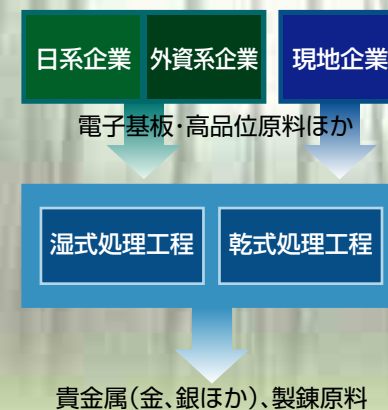 日系企業 外資系企業 現地企業
電子基板・高品位原料ほか
湿式処理工程 乾式処理工程
貴金属（金、銀ほか）、製錬原料